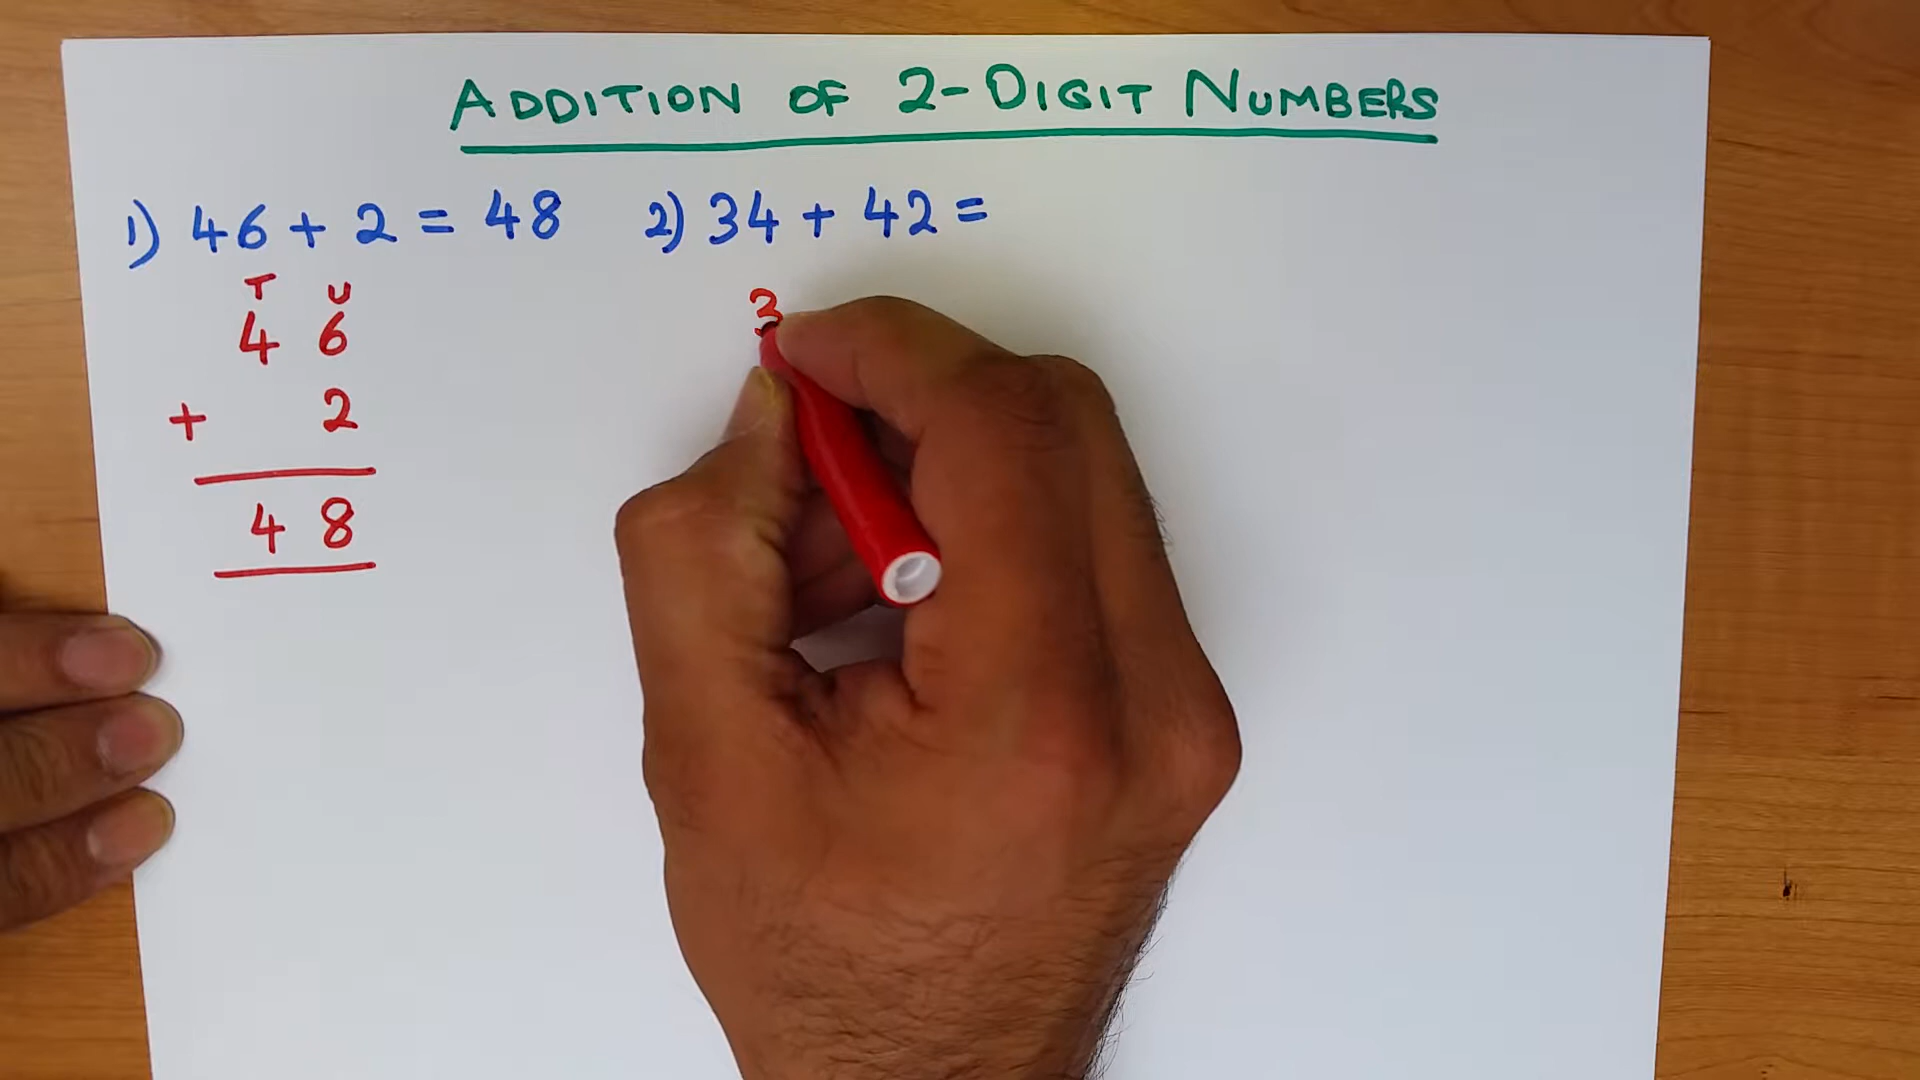 ADDITION OF 2-DIGIT NUMBERS
1) 46 + 2 = 48
T U
4 6
+ 2
4 8
2) 34 + 42 =
3